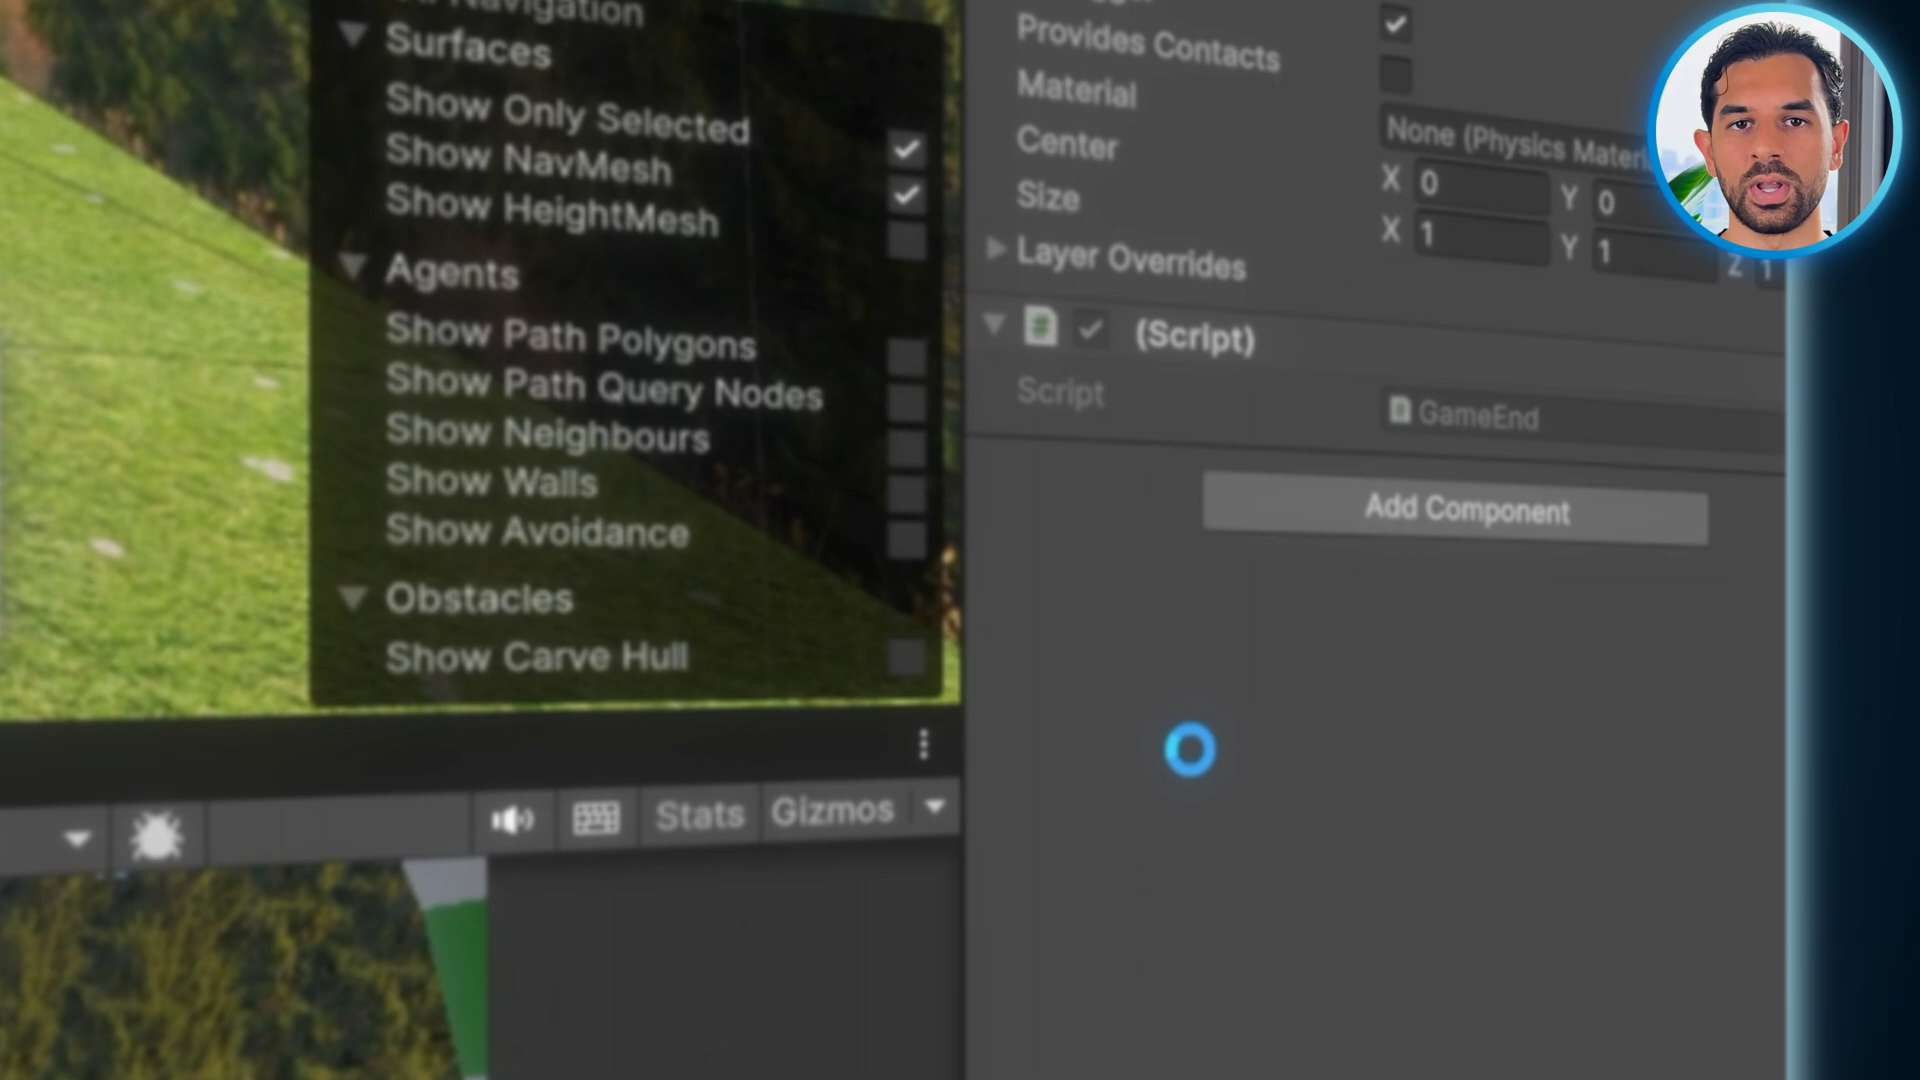 Navigation
Surfaces
Show Only Selected
Show NavMesh
Show HeightMesh
Agents
Show Path Polygons
Show Path Query Nodes
Show Neighbours
Show Walls
Show Avoidance
Obstacles
Show Carve Hull
Stats
Gizmos
Provides Contacts
Material
None (Physics Materi
Center
X 0 Y 0
Size
X 1 Y 1 Z 1
Layer Overrides
(Script)
Script
GameEnd
Add Component